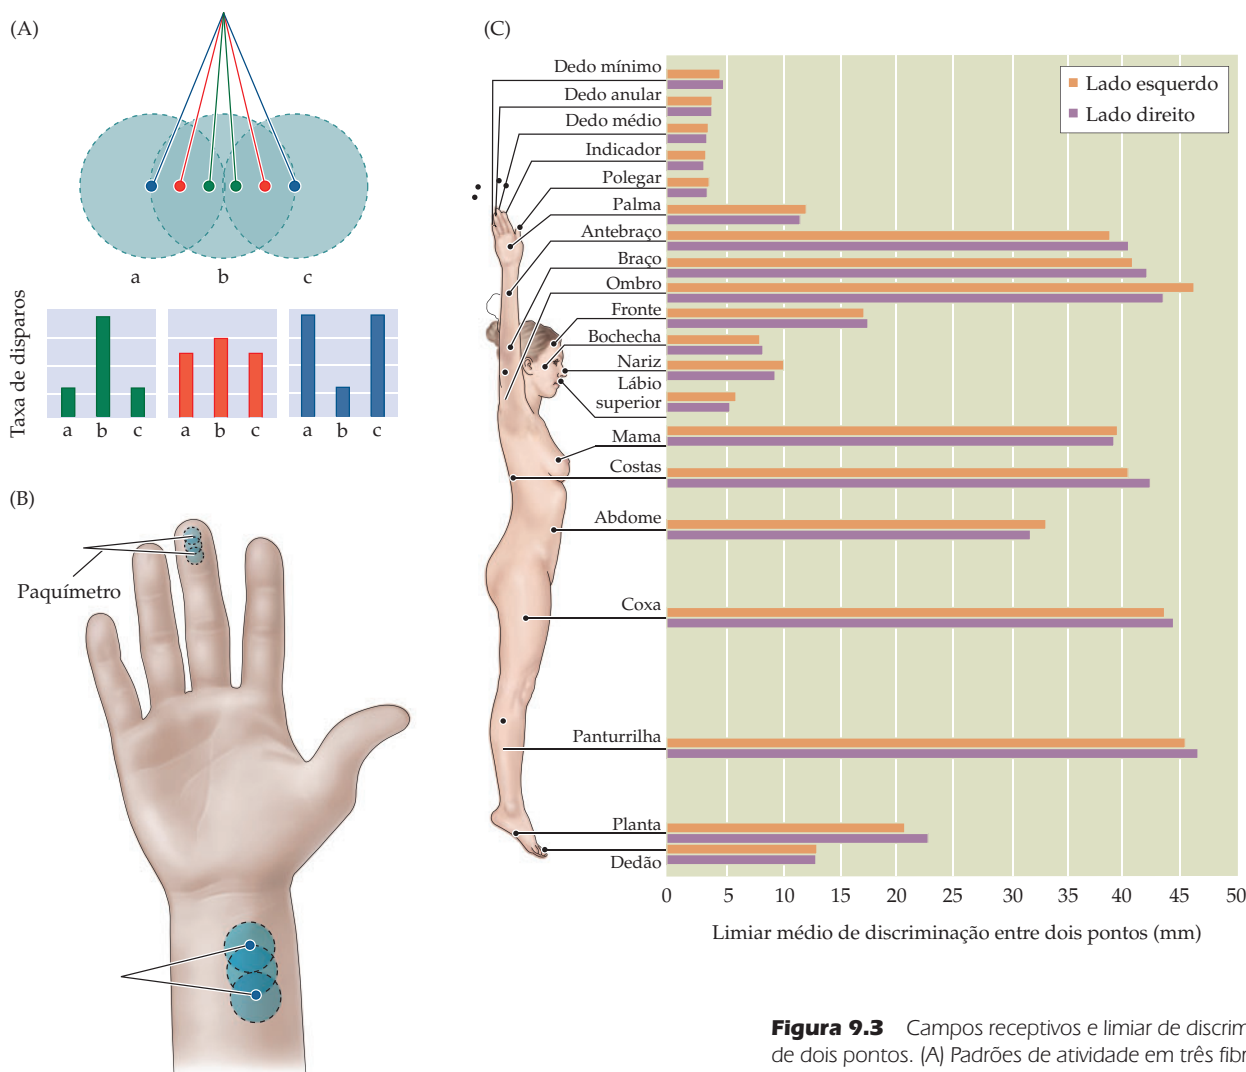 (A)
a
b
c
Taxa de disparos
a b c
a b c
a b c
(B)
Paquímetro
(C)
Dedo mínimo
Dedo anular
Dedo médio
Indicador
Polegar
Palma
Antebraço
Braço
Ombro
Fronte
Bochecha
Nariz
Lábio
superior
Mama
Costas
Abdome
Coxa
Panturrilha
Planta
Dedão
Lado esquerdo
Lado direito
0 5 10 15 20 25 30 35 40 45 50
Limiar médio de discriminação entre dois pontos (mm)
Figura 9.3 Campos receptivos e limiar de discrim
de dois pontos. (A) Padrões de atividade em três fibr